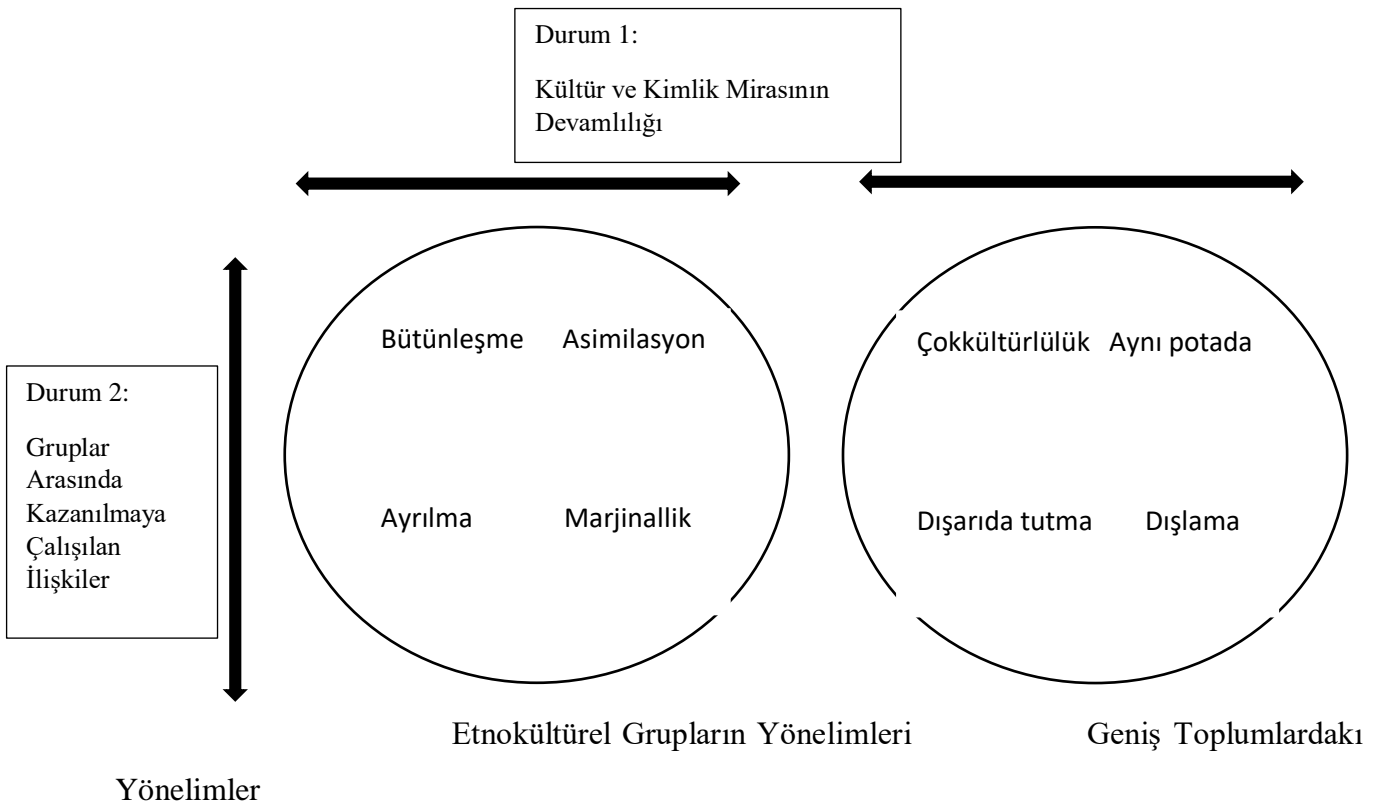 Durum 1:
Kültür ve Kimlik Mirasının
Devamlılığı
Bütünleşme Asimilasyon
Çokkültürlülük Aynı potada
Durum 2:
Gruplar
Arasında
Kazanılmaya
Çalışılan
İlişkiler
Ayrılma Marjinallik
Dışarıda tutma Dışlama
Etnokültürel Grupların Yönelimleri Geniş Toplumlardakı
Yönelimler